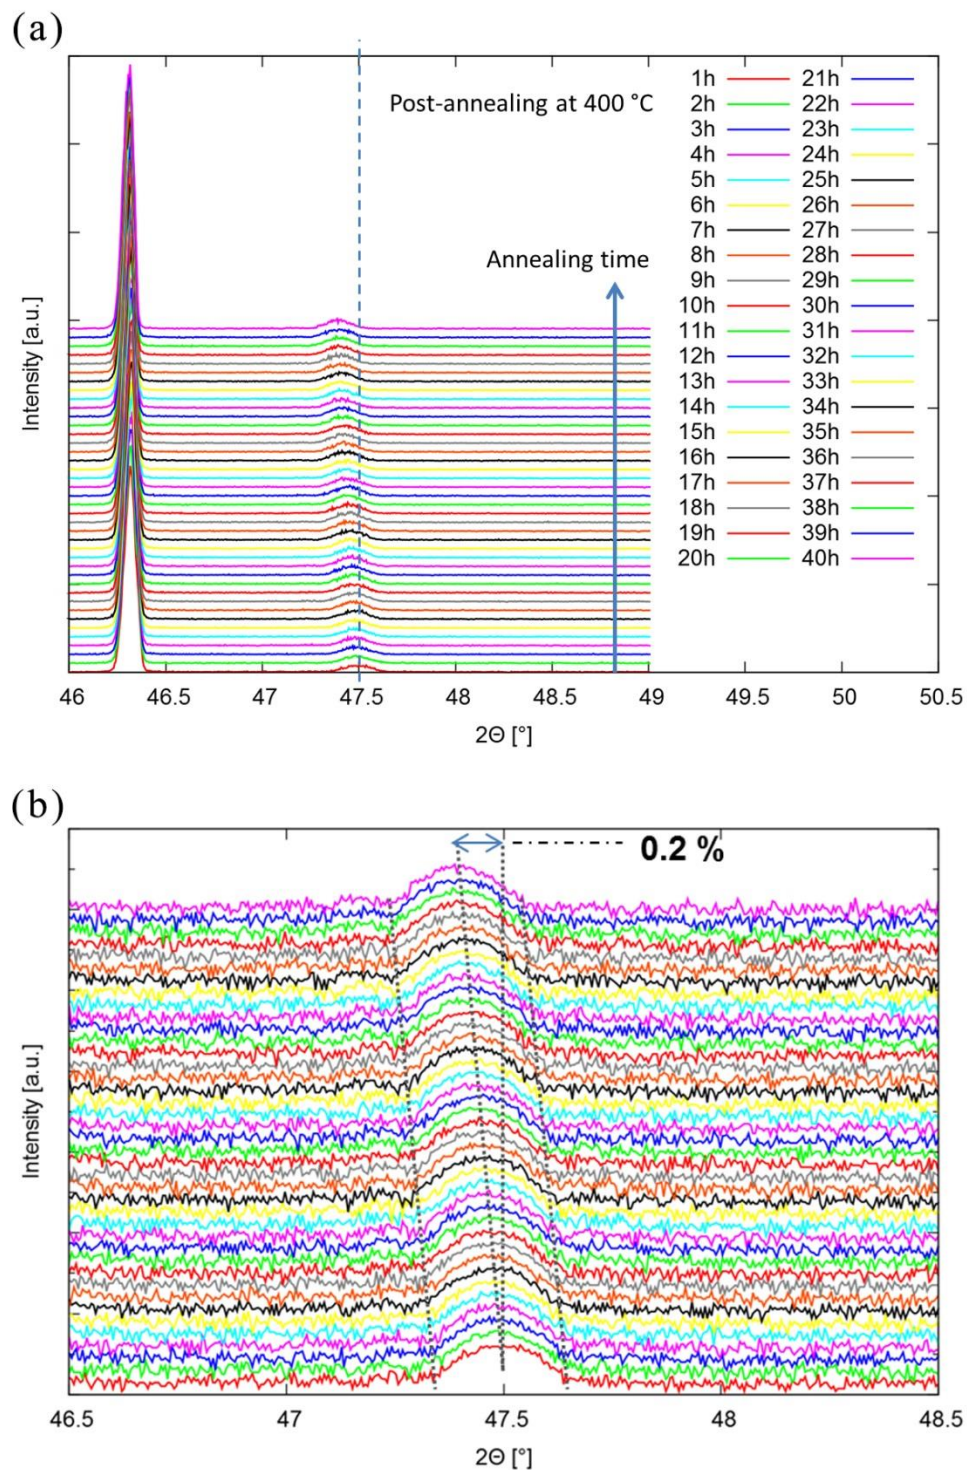 (a)
Post-annealing at 400 °C
Annealing time
1h 21h
2h 22h
3h 23h
4h 24h
5h 25h
6h 26h
7h 27h
8h 28h
9h 29h
10h 30h
11h 31h
12h 32h
13h 33h
14h 34h
15h 35h
16h 36h
17h 37h
18h 38h
19h 39h
20h 40h
Intensity [a.u.]
46 46.5 47 47.5 48 48.5 49 49.5 50 50.5
2Θ [°]
(b)
0.2 %
Intensity [a.u.]
46.5 47 47.5 48 48.5
2Θ [°]